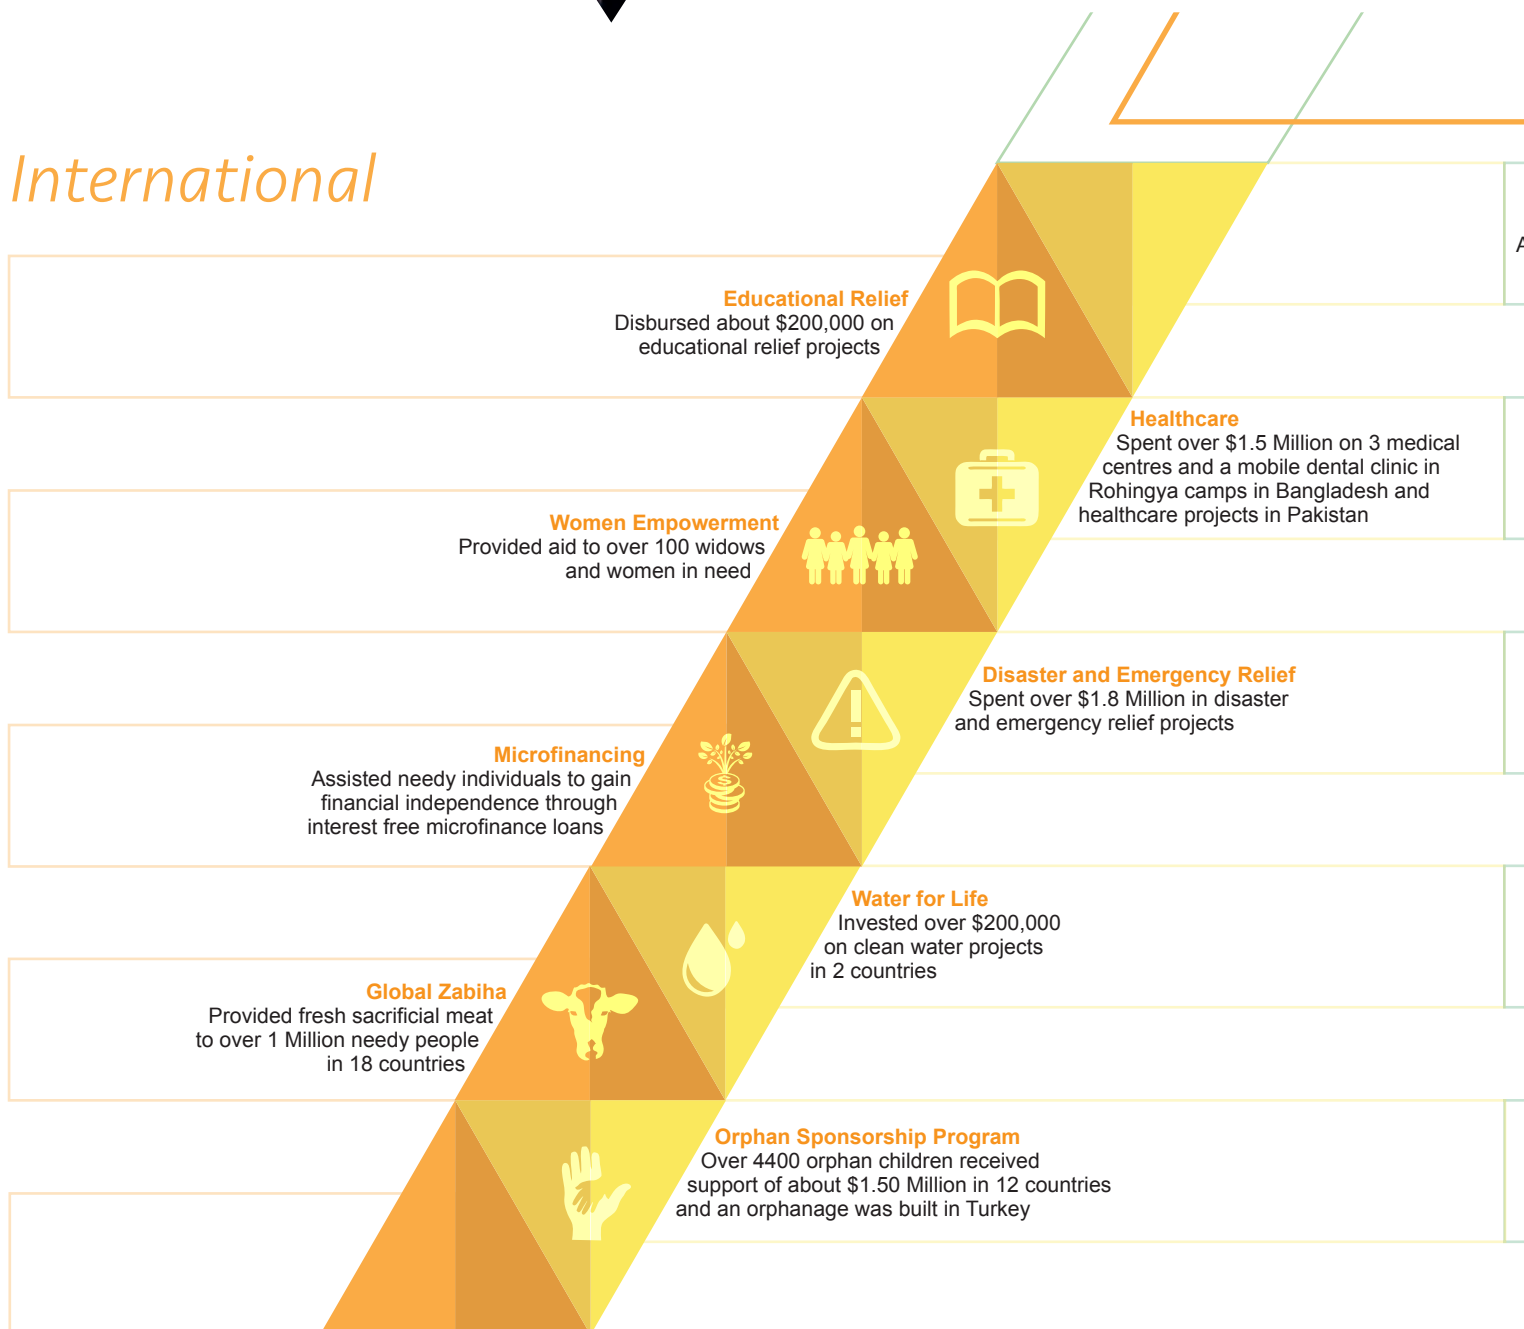 International
Educational Relief
Disbursed about $200,000 on
educational relief projects
Healthcare
Spent over $1.5 Million on 3 medical
centres and a mobile dental clinic in
Rohingya camps in Bangladesh and
healthcare projects in Pakistan
Women Empowerment
Provided aid to over 100 widows
and women in need
Disaster and Emergency Relief
Spent over $1.8 Million in disaster
and emergency relief projects
Microfinancing
Assisted needy individuals to gain
financial independence through
interest free microfinance loans
Water for Life
Invested over $200,000
on clean water projects
in 2 countries
Global Zabiha
Provided fresh sacrificial meat
to over 1 Million needy people
in 18 countries
Orphan Sponsorship Program
Over 4400 orphan children received
support of about $1.50 Million in 12 countries
and an orphanage was built in Turkey